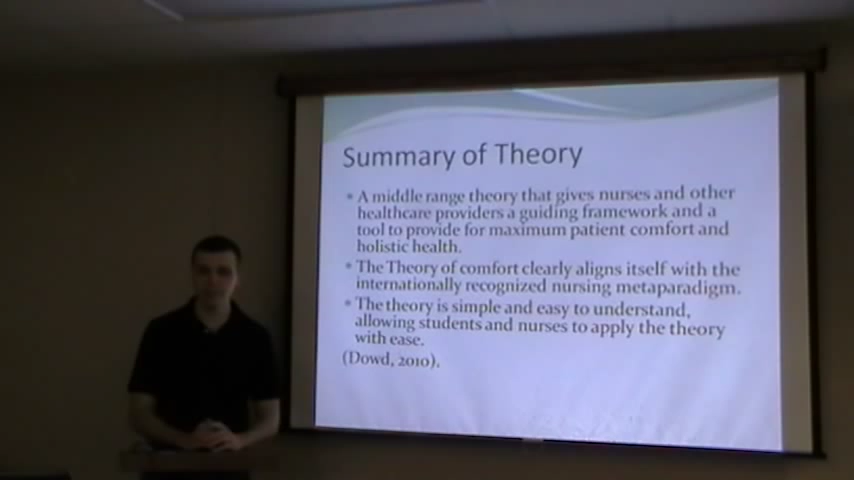 Summary of Theory
A middle range theory that gives nurses and other
healthcare providers a guiding framework and a
tool to provide for maximum patient comfort and
holistic health.
The Theory of comfort clearly aligns itself with the
internationally recognized nursing metaparadigm.
The theory is simple and easy to understand,
allowing students and nurses to apply the theory
with ease.
(Dowd, 2010).